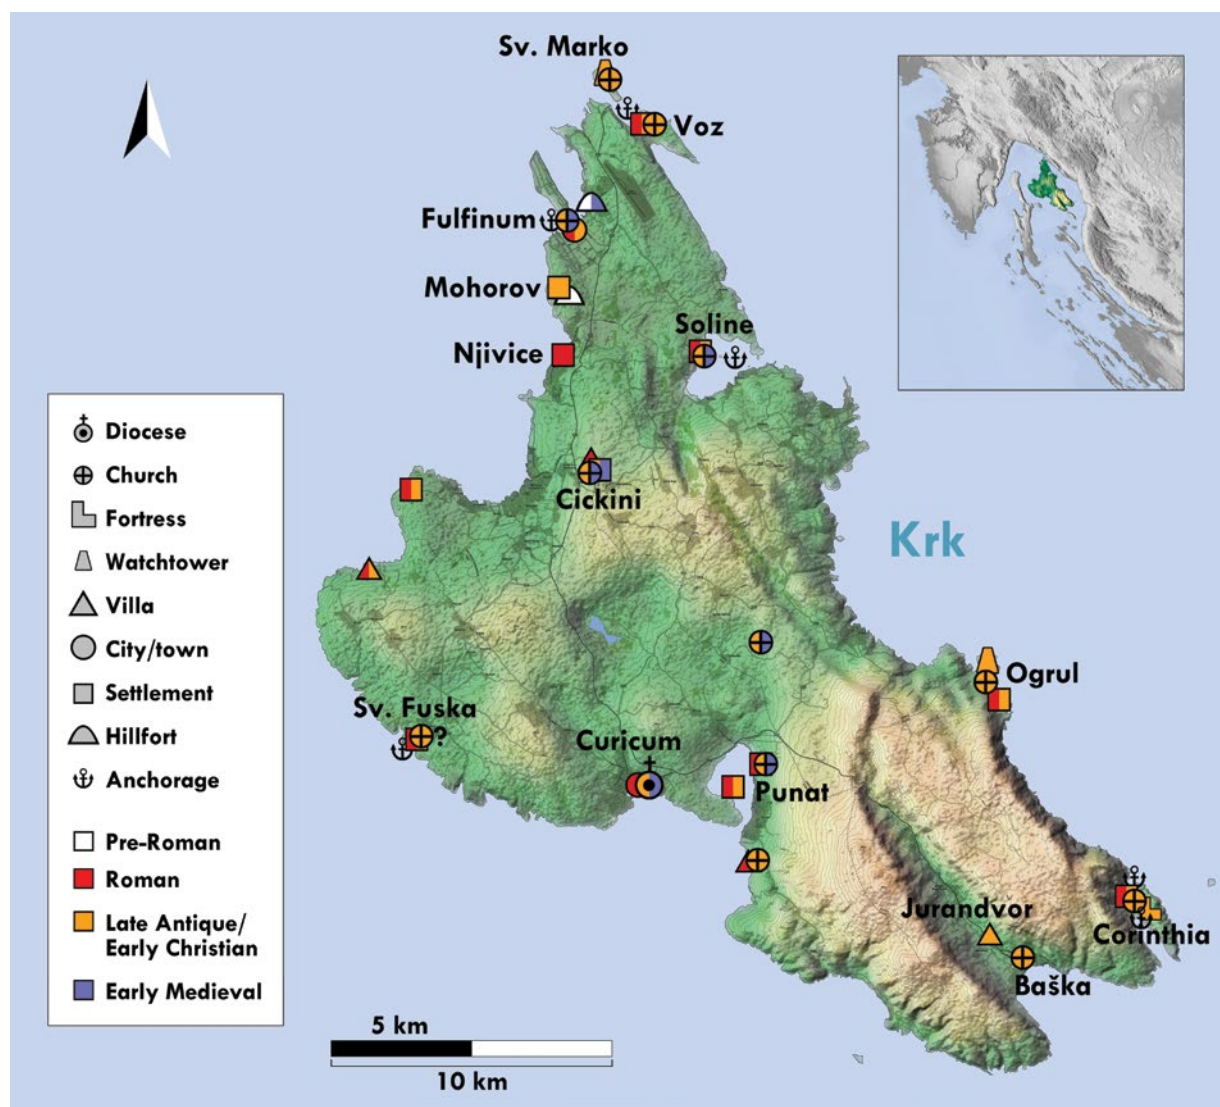 Sv. Marko
Voz
Fulfinum
Mohorov
Soline
Njivice
Cickini
Krk
Ogrul
Sv. Fuska
?
Curicum
Punat
Jurandvor
Corinthia
Baška
Diocese
Church
Fortress
Watchtower
Villa
City/town
Settlement
Hillfort
Anchorage
Pre-Roman
Roman
Late Antique/
Early Christian
Early Medieval
5 km
10 km